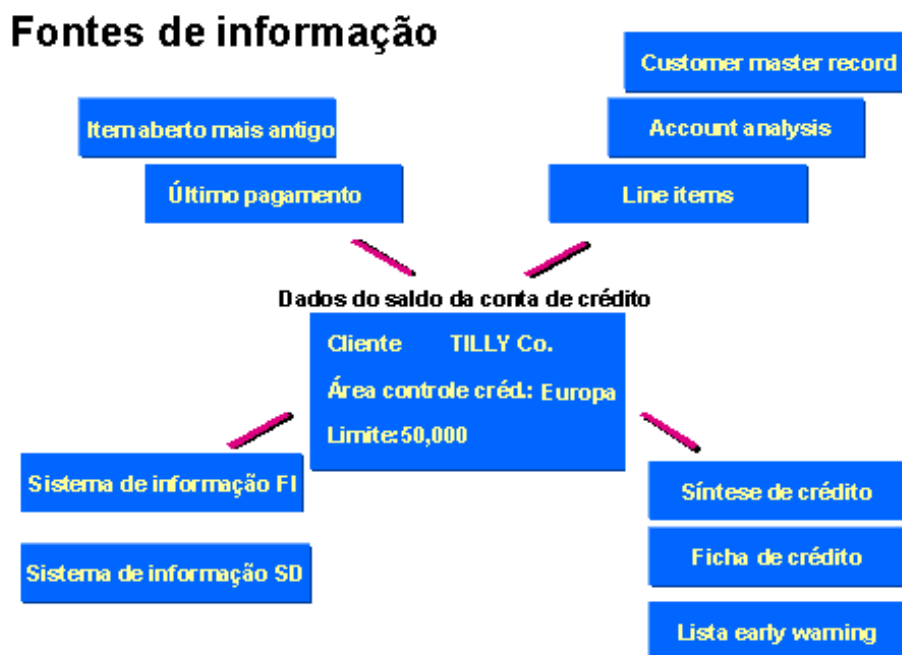 Fontes de informação
Customer master record
Item aberto mais antigo
Account analysis
Último pagamento
Line items
Dados do saldo da conta de crédito
Cliente TILLY Co.
Área controle créd.: Europa
Limite:50,000
Sistema de informação FI
Síntese de crédito
Ficha de crédito
Sistema de informação SD
Lista early warning